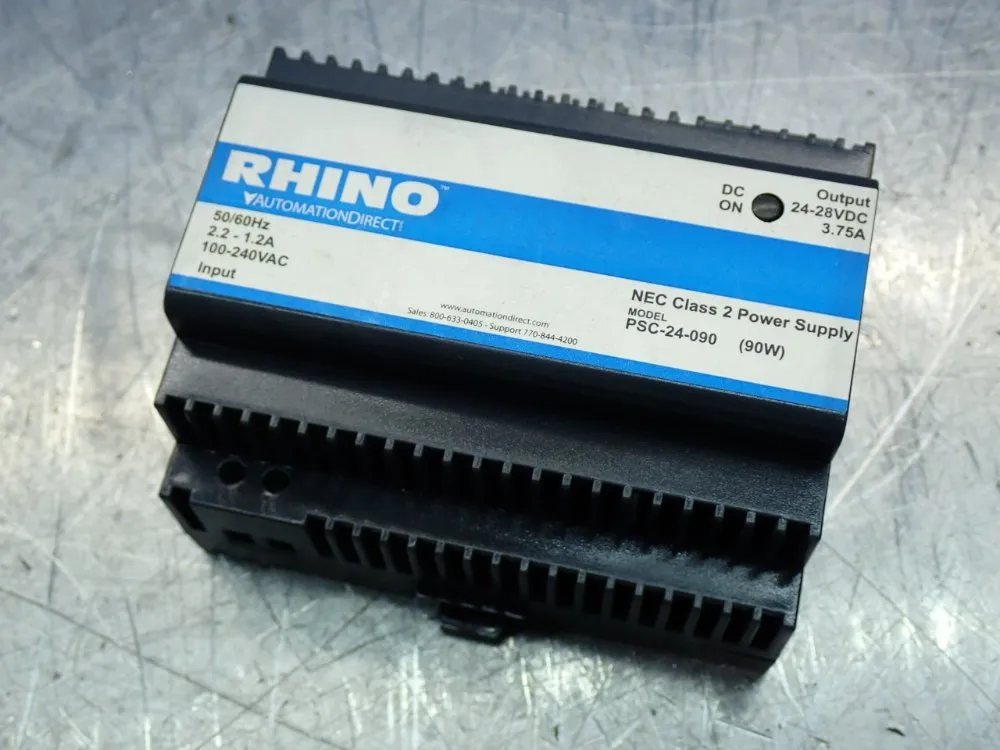 RHINO™
AUTOMATIONDIRECT
50/60Hz
2.2 - 1.2A
100-240VAC
Input
DC
ON
Output
24-28VDC
3.75A
www.automationdirect.com
Sales: 800-633-0405 - Support 770-844-4200
NEC Class 2 Power Supply
MODEL
PSC-24-090 (90W)